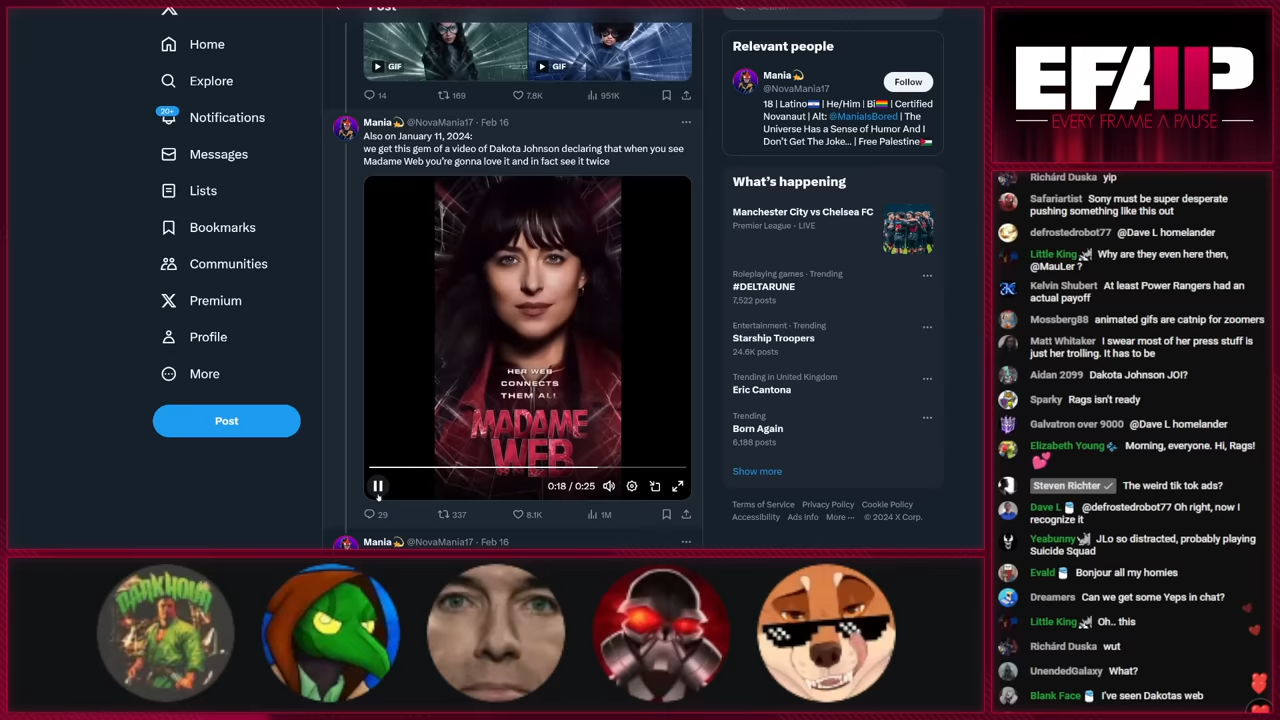 Home
Explore
20+
Notifications
Messages
Lists
Bookmarks
Communities
Premium
Profile
More
Post
Post
GIF
GIF
14
169
7.8K
951K
Mania @NovaMania17 · Feb 16
Also on January 11, 2024:
we get this gem of a video of Dakota Johnson declaring that when you see
Madame Web you're gonna love it and in fact see it twice
HER WEB
CONNECTS
THEM ALL
MADAME
WEB
0:18 / 0:25
29
337
8.1K
1M
Mania @NovaMania17 · Feb 16
Search
Relevant people
Mania
@NovaMania17
Follow
18 | Latino | He/Him | Bi | Certified
Novanaut | Alt: @ManiaIsBored | The
Universe Has a Sense of Humor And I
Don't Get The Joke... | Free Palestine
What's happening
Manchester City vs Chelsea FC
Premier League · LIVE
Roleplaying games · Trending
#DELTARUNE
7,522 posts
Entertainment · Trending
Starship Troopers
24.6K posts
Trending in United Kingdom
Eric Cantona
Trending
Born Again
6,188 posts
Show more
Terms of Service Privacy Policy Cookie Policy
Accessibility Ads info More ··· © 2024 X Corp.
EFAP
EVERY FRAME A PAUSE
Richárd Duska yip
Safariartist Sony must be super desperate
pushing something like this out
defrostedrobot77 @Dave L homelander
Little King Why are they even here then,
@MauLer ?
Kelvin Shubert At least Power Rangers had an
actual payoff
Mossberg88 animated gifs are catnip for zoomers
Matt Whitaker I swear most of her press stuff is
just her trolling. It has to be
Aidan 2099 Dakota Johnson JOI?
Sparky Rags isn't ready
Galvatron over 9000 @Dave L homelander
Elizabeth Young Morning, everyone. Hi, Rags!
Steven Richter The weird tik tok ads?
Dave L @defrostedrobot77 Oh right, now I
recognize it
Yeabunny JLo so distracted, probably playing
Suicide Squad
Evald Bonjour all my homies
Dreamers Can we get some Yeps in chat?
Little King Oh.. this
Richárd Duska wut
UnendedGalaxy What?
Blank Face I've seen Dakotas web
DARKHOUR